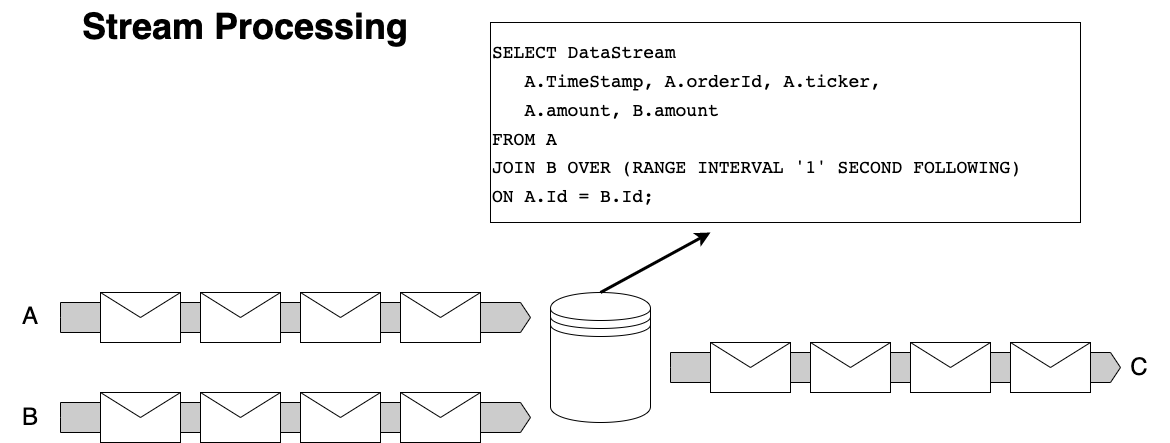 Stream Processing
SELECT DataStream
A.TimeStamp, A.orderId, A.ticker,
A.amount, B.amount
FROM A
JOIN B OVER (RANGE INTERVAL '1' SECOND FOLLOWING)
ON A.Id = B.Id;
A
B
C